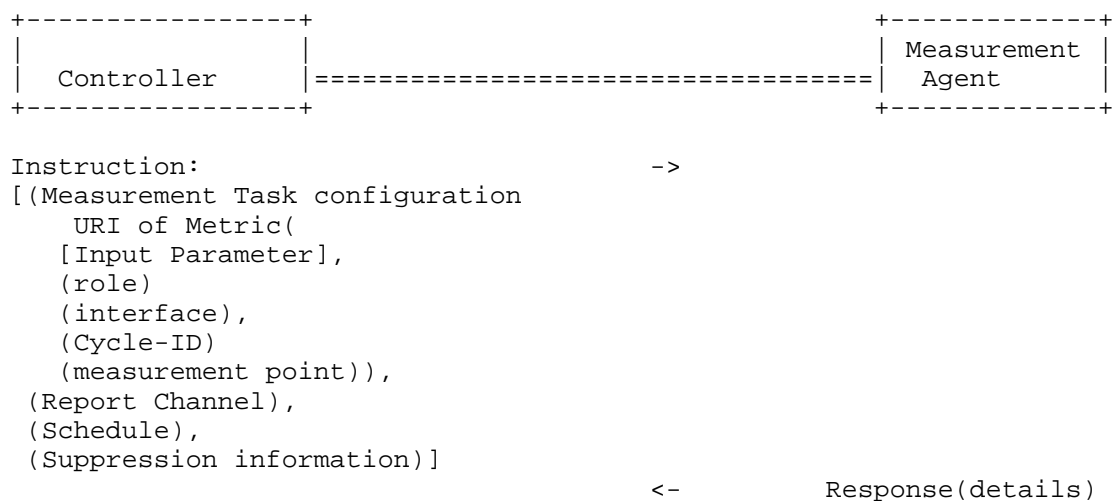 +-----------------+                                   +-------------+
|                 |                                   | Measurement |
|  Controller     |===================================|  Agent      |
+-----------------+                                   +-------------+
Instruction:                            ->
[(Measurement Task configuration
    URI of Metric(
   [Input Parameter],
   (role)
   (interface),
   (Cycle-ID)
   (measurement point)),
 (Report Channel),
 (Schedule),
 (Suppression information)]
                                        <-         Response(details)